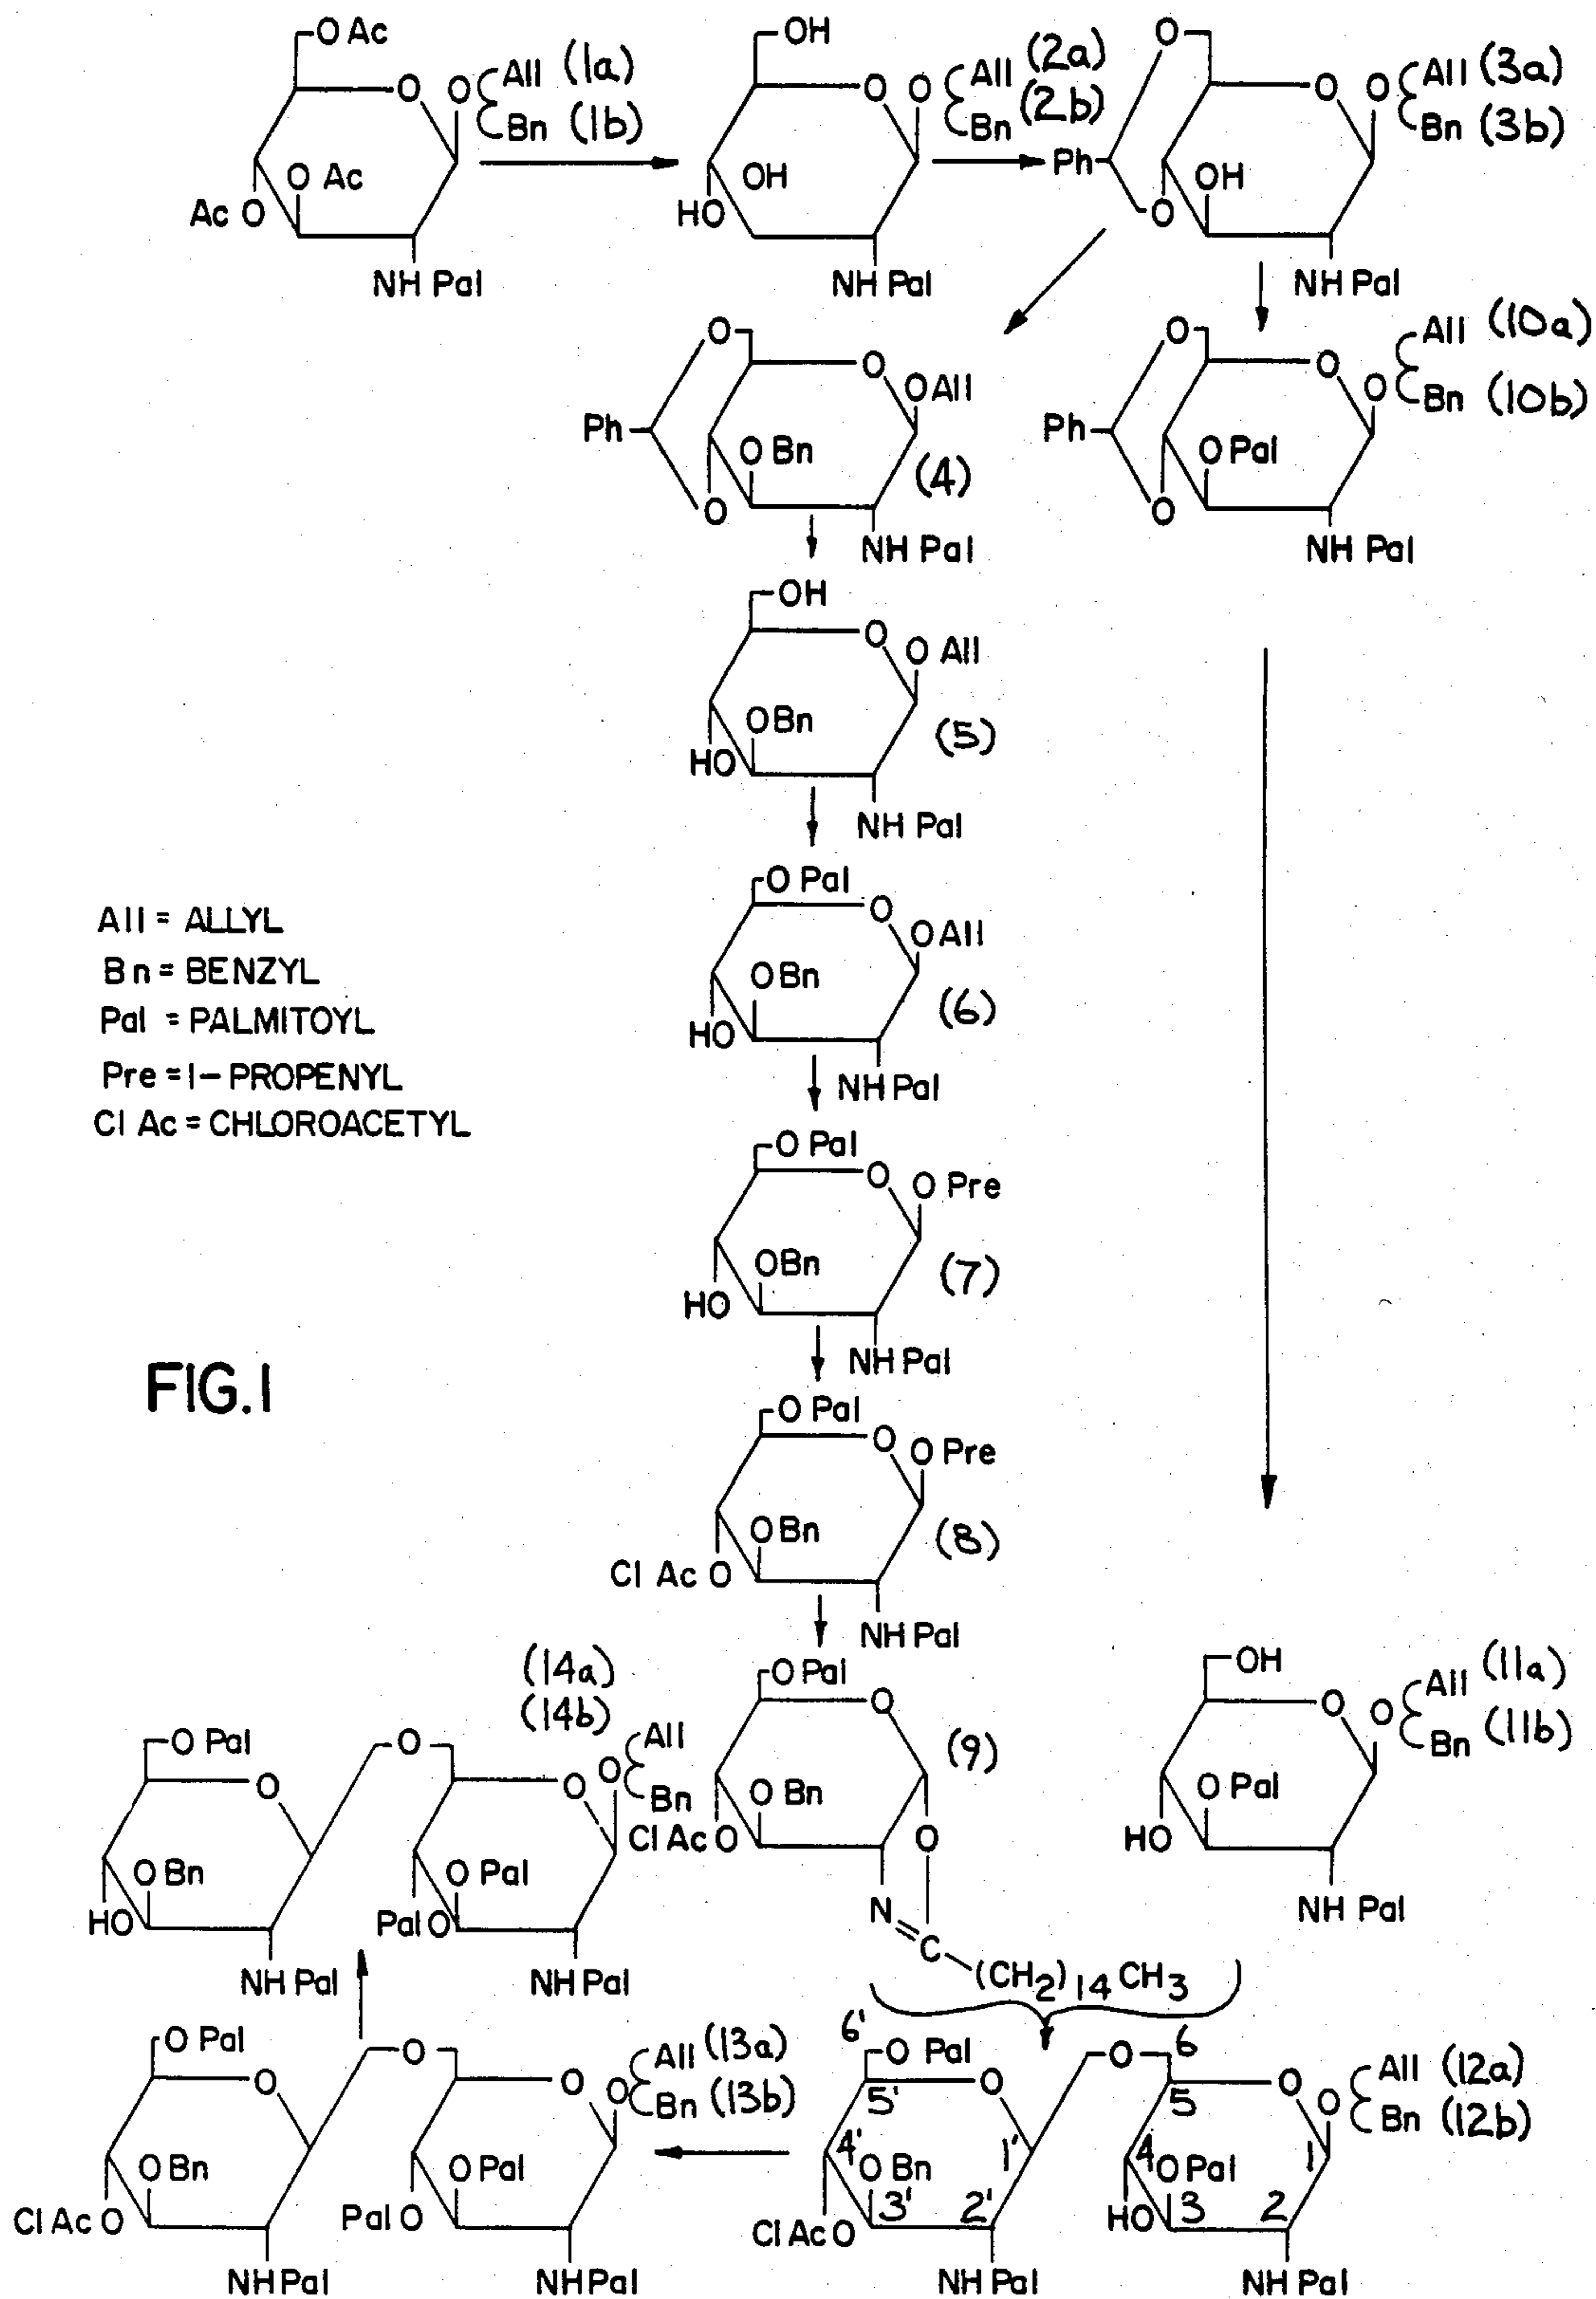 O Ac
O
O
All (1a)
Bn (1b)
O Ac
Ac O
NH Pal
OH
O
O
All (2a)
Bn (2b)
OH
HO
NH Pal
O
O
O
All (3a)
Bn (3b)
Ph
OH
O
NH Pal
O
O
O All
Ph
O Bn
(4)
O
NH Pal
O
O
O
All (10a)
Bn (10b)
Ph
O Pal
O
NH Pal
OH
O
O All
OBn
(5)
HO
NH Pal
O Pal
O
O All
OBn
(6)
HO
NH Pal
All = ALLYL
Bn = BENZYL
Pal = PALMITOYL
Pre = 1-PROPENYL
Cl Ac = CHLOROACETYL
O Pal
O
O Pre
OBn
(7)
HO
NH Pal
FIG. 1
O Pal
O
O Pre
OBn
(8)
Cl Ac O
NH Pal
O Pal
O
(9)
O Bn
Cl Ac O
O
N
C
(CH2)14 CH3
OH
O
O
All (11a)
Bn (11b)
O Pal
HO
NH Pal
(14a)
(14b)
O Pal
O
O
O
O
All
Bn
O Bn
HO
O Pal
Pal O
NH Pal
NH Pal
O Pal
O
O
O
O
All (13a)
Bn (13b)
O Bn
Cl Ac O
O Pal
Pal O
NH Pal
NH Pal
6'
O Pal
O
6
5'
O
5
O
O
All (12a)
Bn (12b)
4'
O Bn
1'
4
O Pal
1
3'
2'
HO
3
2
Cl Ac O
NH Pal
NH Pal